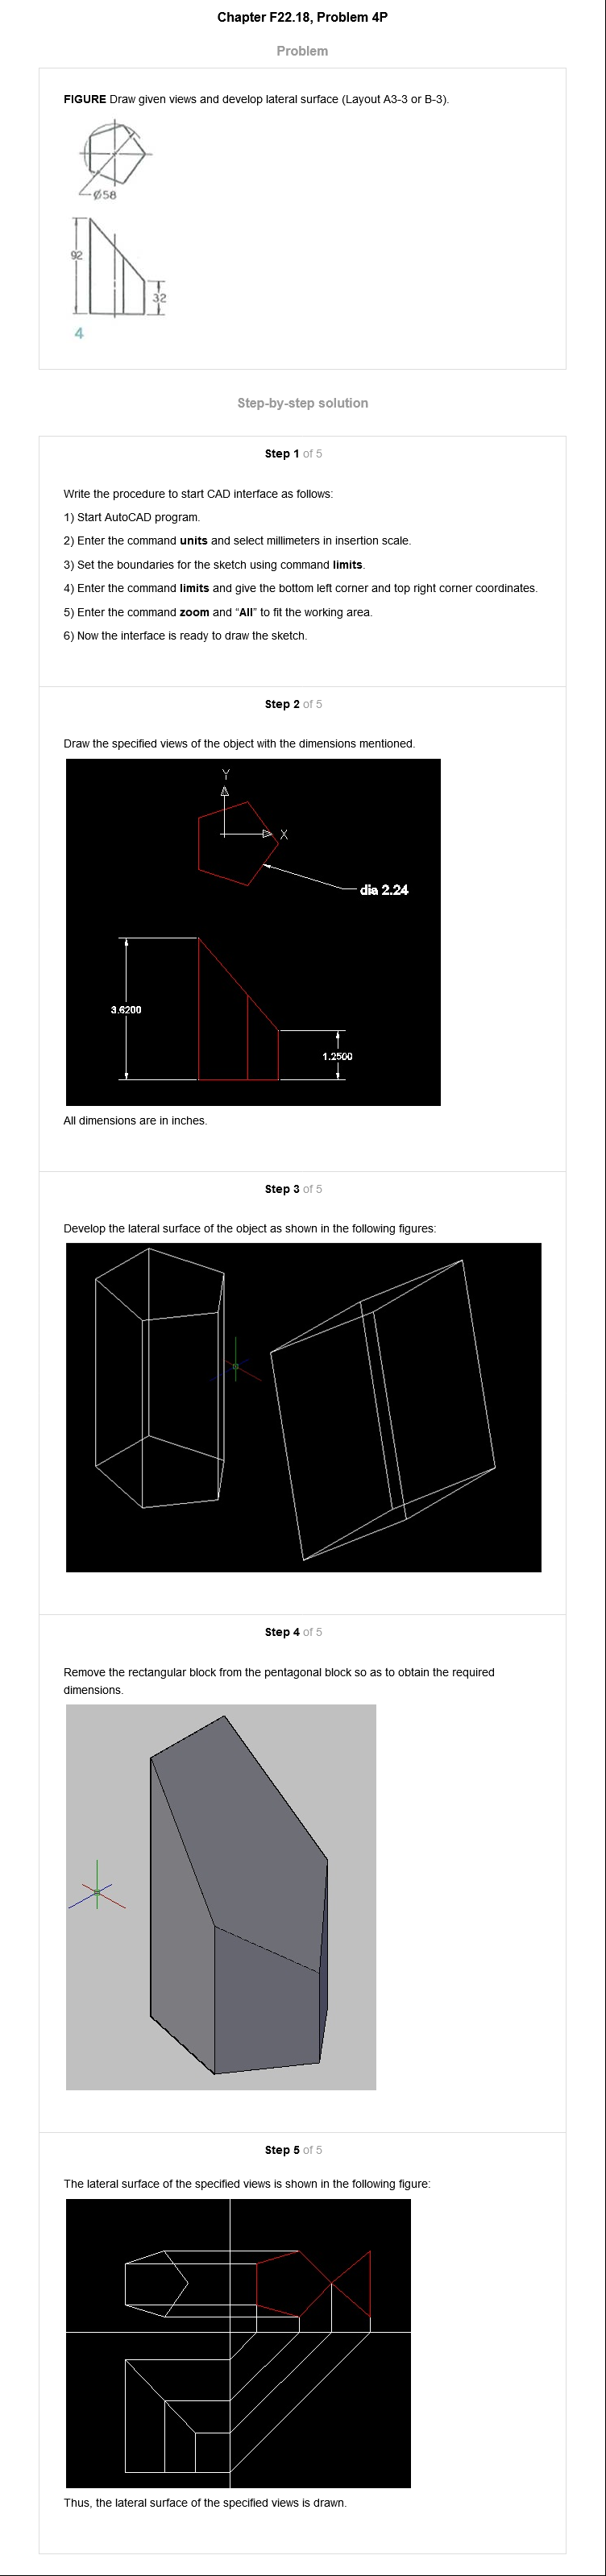 Chapter F22.18, Problem 4P
Problem
FIGURE Draw given views and develop lateral surface (Layout A3-3 or B-3).
Ø58
92
32
4
Step-by-step solution
Step 1 of 5
Write the procedure to start CAD interface as follows:
1) Start AutoCAD program.
2) Enter the command units and select millimeters in insertion scale.
3) Set the boundaries for the sketch using command limits.
4) Enter the command limits and give the bottom left corner and top right corner coordinates.
5) Enter the command zoom and “All” to fit the working area.
6) Now the interface is ready to draw the sketch.
Step 2 of 5
Draw the specified views of the object with the dimensions mentioned.
Y
X
dia 2.24
3.6200
1.2500
All dimensions are in inches.
Step 3 of 5
Develop the lateral surface of the object as shown in the following figures:
Step 4 of 5
Remove the rectangular block from the pentagonal block so as to obtain the required
dimensions.
Step 5 of 5
The lateral surface of the specified views is shown in the following figure:
Thus, the lateral surface of the specified views is drawn.